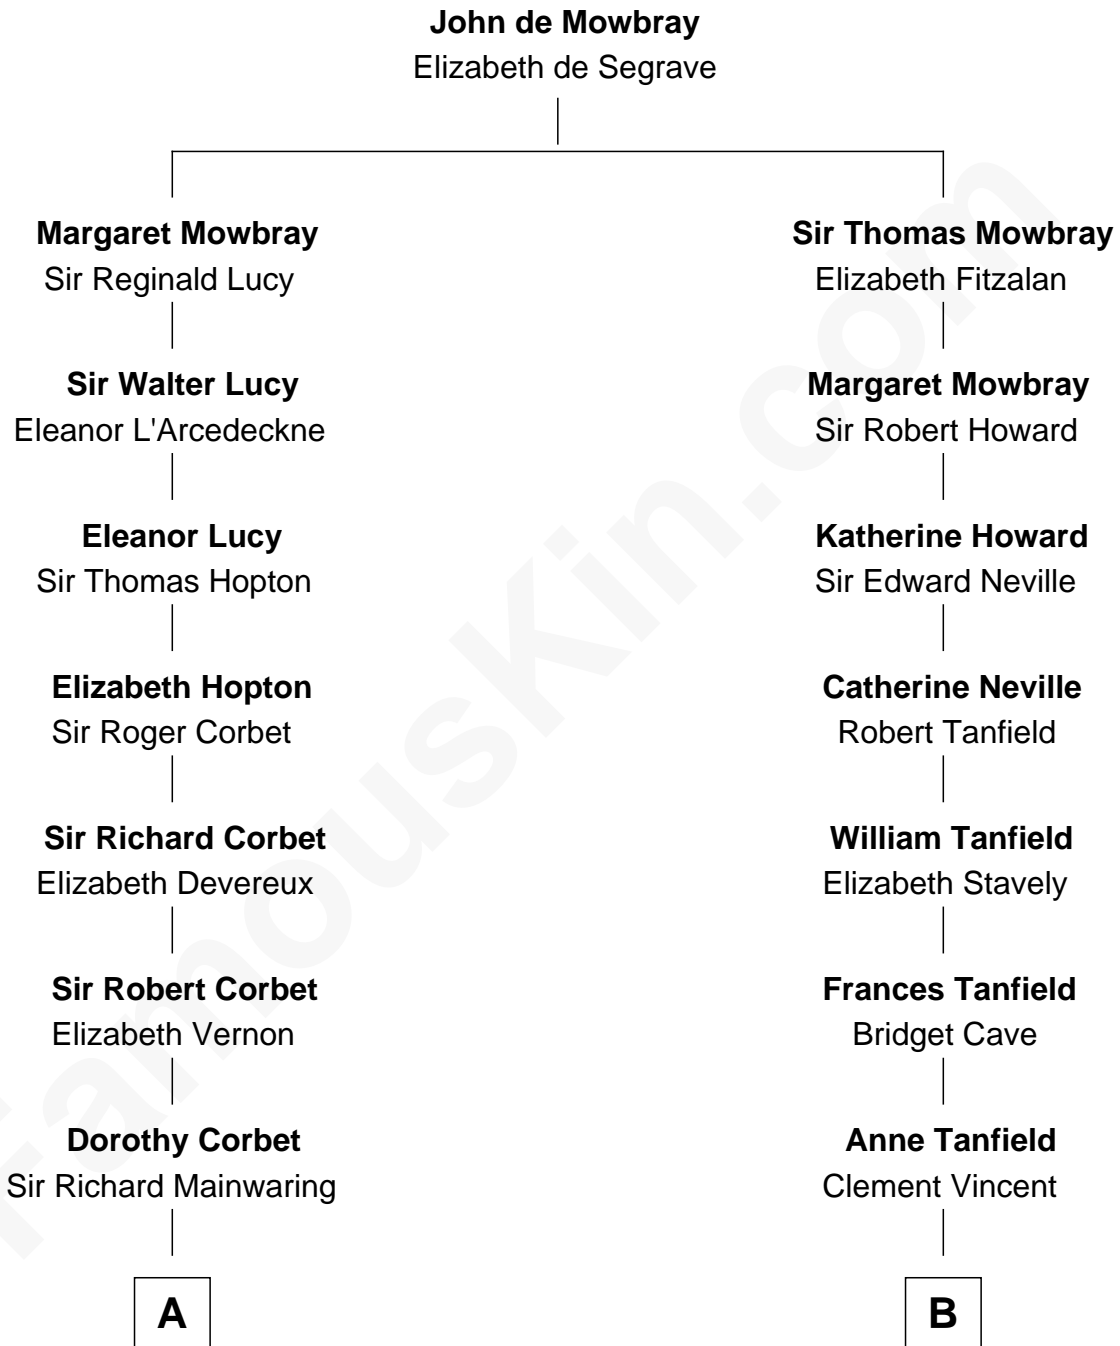 John de Mowbray
Elizabeth de Segrave
Margaret Mowbray
Sir Reginald Lucy
Sir Walter Lucy
Eleanor L'Arcedeckne
Eleanor Lucy
Sir Thomas Hopton
Elizabeth Hopton
Sir Roger Corbet
Sir Richard Corbet
Elizabeth Devereux
Sir Robert Corbet
Elizabeth Vernon
Dorothy Corbet
Sir Richard Mainwaring
A
Sir Thomas Mowbray
Elizabeth Fitzalan
Margaret Mowbray
Sir Robert Howard
Katherine Howard
Sir Edward Neville
Catherine Neville
Robert Tanfield
William Tanfield
Elizabeth Stavely
Frances Tanfield
Bridget Cave
Anne Tanfield
Clement Vincent
B
FamousKin.com